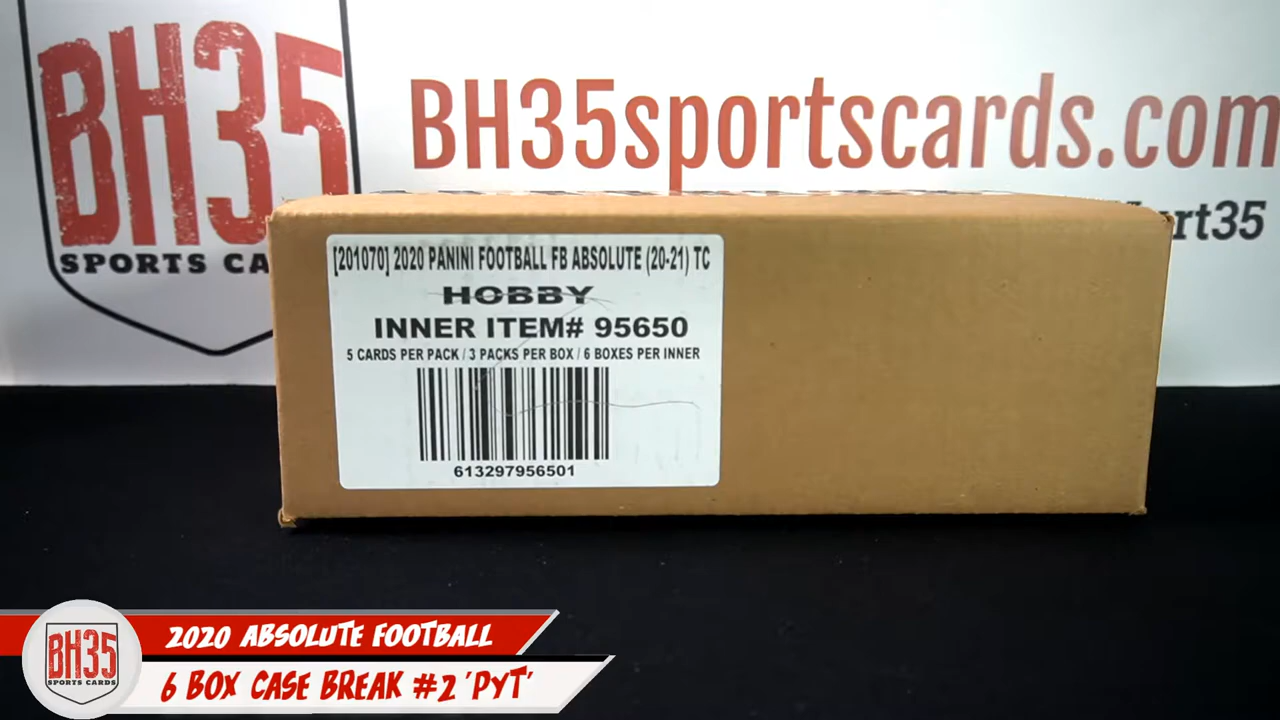 BH35
SPORTS CA
BH35sportscards.com
rt35
[201070] 2020 PANINI FOOTBALL FB ABSOLUTE (20-21) TC
HOBBY
INNER ITEM# 95650
5 CARDS PER PACK / 3 PACKS PER BOX / 6 BOXES PER INNER
613297956501
BH35
SPORTS CARDS
2020 ABSOLUTE FOOTBALL
6 BOX CASE BREAK #2 'PYT'